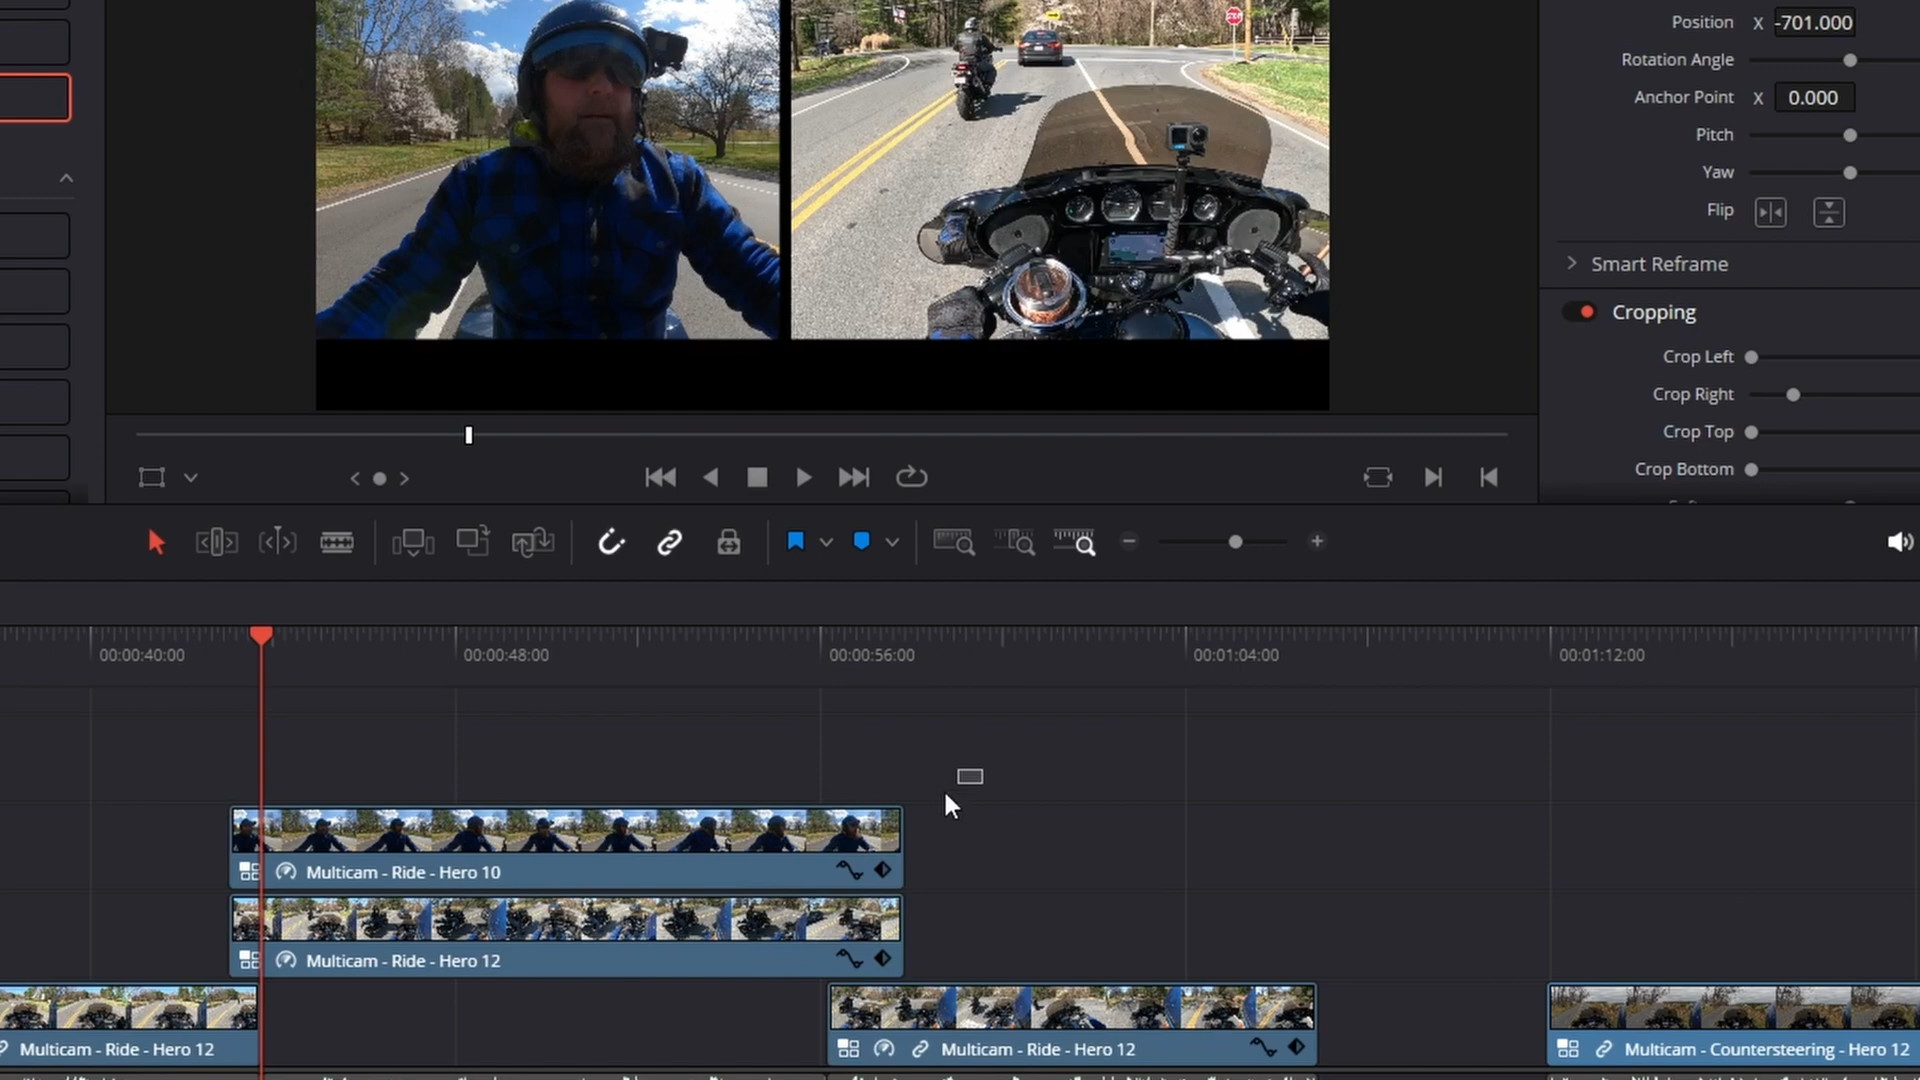 Position X -701.000
Rotation Angle
Anchor Point X 0.000
Pitch
Yaw
Flip
Smart Reframe
Cropping
Crop Left
Crop Right
Crop Top
Crop Bottom
00:00:40:00
00:00:48:00
00:00:56:00
00:01:04:00
00:01:12:00
Multicam - Ride - Hero 10
Multicam - Ride - Hero 12
Multicam - Ride - Hero 12
Multicam - Ride - Hero 12
Multicam - Countersteering - Hero 12